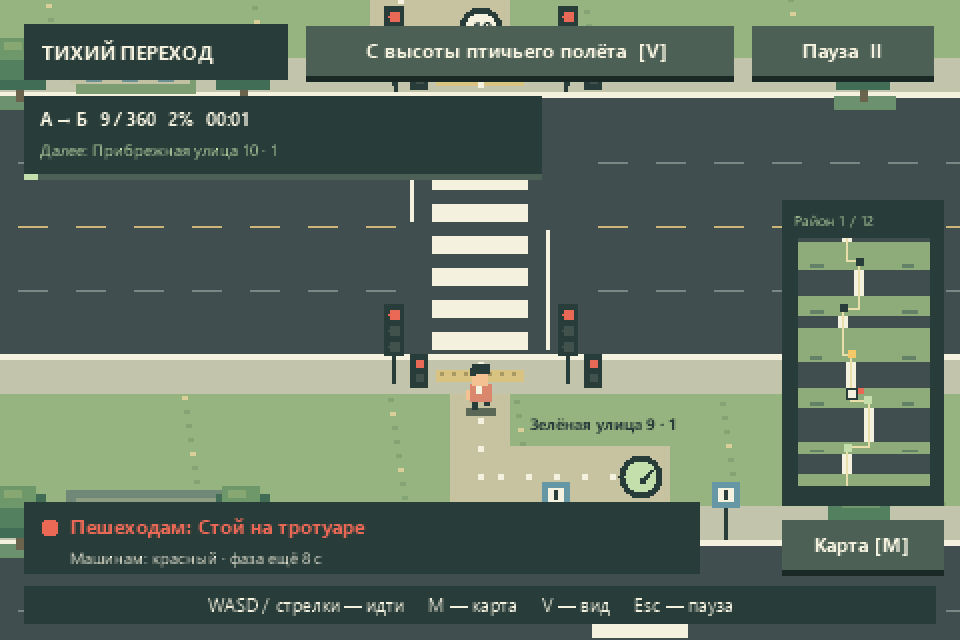 ТИХИЙ ПЕРЕХОД
С высоты птичьего полёта [V]
Пауза II
А — Б 9 / 360 2% 00:01
Далее: Прибрежная улица 10 · 1
Район 1 / 12
Зелёная улица 9 · 1
Пешеходам: Стой на тротуаре
Машинам: красный · фаза ещё 8 с
Карта [M]
WASD / стрелки — идти M — карта V — вид Esc — пауза